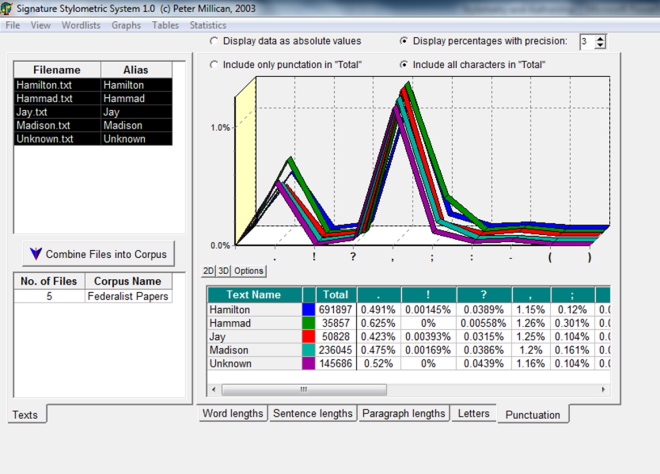 Signature Stylometric System 1.0 (c) Peter Millican, 2003
File View Wordlists Graphs Tables Statistics
Display data as absolute values Display percentages with precision: 3
Include only punctation in "Total" Include all characters in "Total"
Filename Alias
Hamilton.txt Hamilton
Hammad.txt Hammad
Jay.txt Jay
Madison.txt Madison
Unknown.txt Unknown
1.0%
0.0%
. ! ? , ; : - ( )
Combine Files into Corpus
2D 3D Options
No. of Files Corpus Name
5 Federalist Papers
Text Name Total . ! ? , ;
Hamilton 691897 0.491% 0.00145% 0.0389% 1.15% 0.12% 0.0
Hammad 35857 0.625% 0% 0.00558% 1.26% 0.301% 0.0
Jay 50828 0.423% 0.00393% 0.0315% 1.25% 0.104% 0.0
Madison 236045 0.475% 0.00169% 0.0386% 1.2% 0.161% 0.0
Unknown 145686 0.52% 0% 0.0439% 1.16% 0.104% 0.0
Texts
Word lengths Sentence lengths Paragraph lengths Letters Punctuation